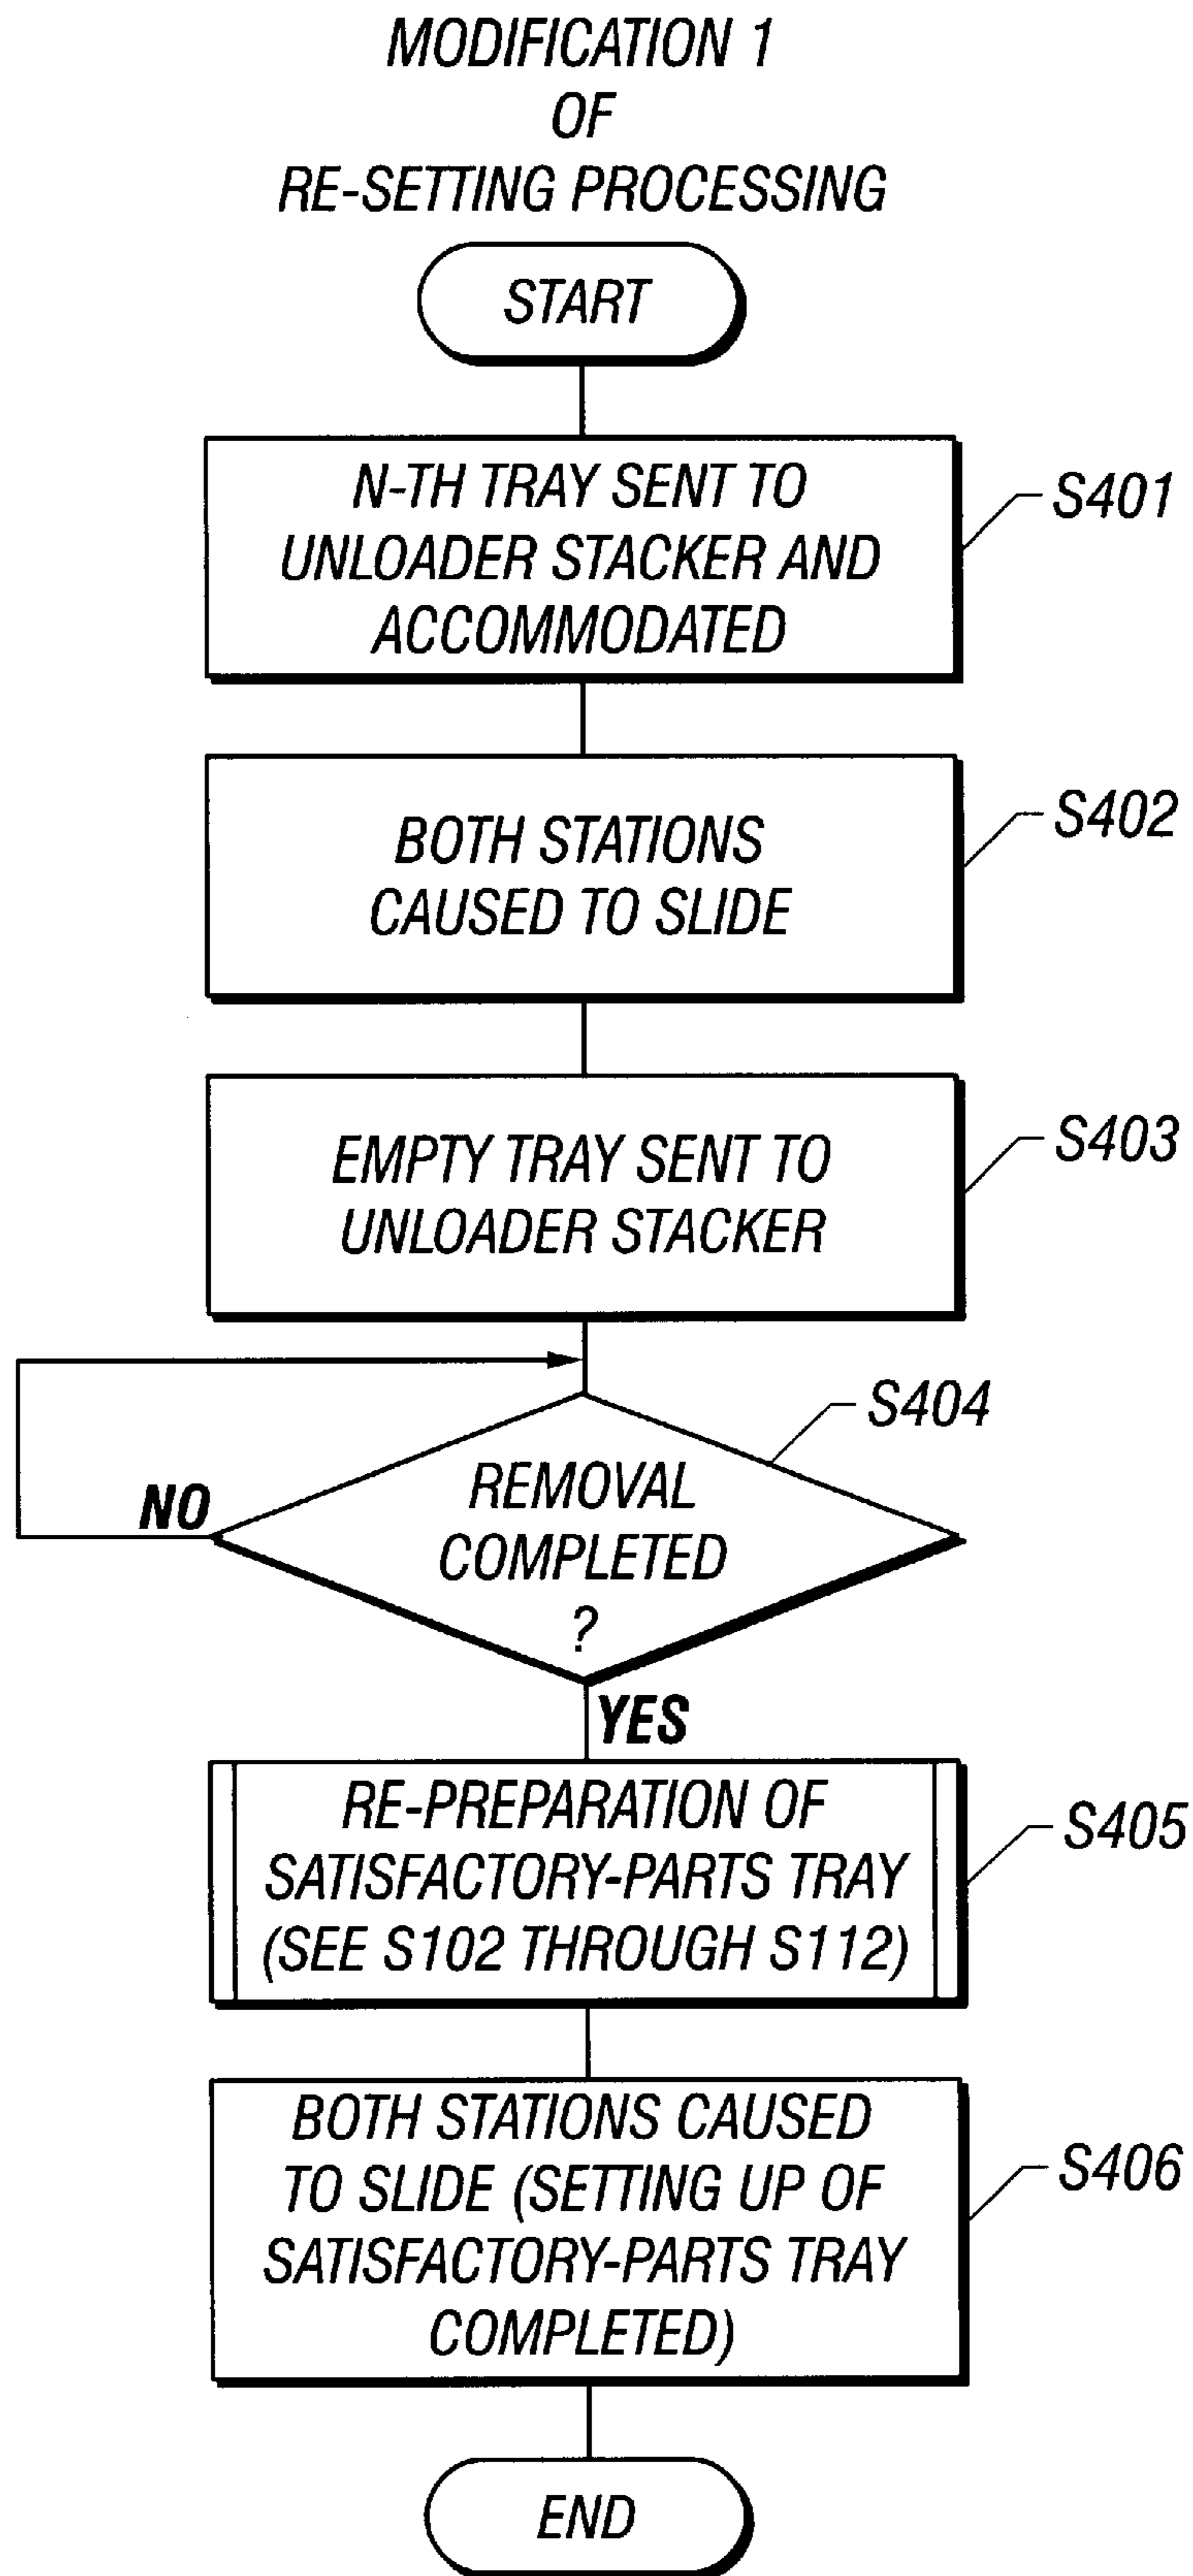 MODIFICATION 1
OF
RE-SETTING PROCESSING
START
N-TH TRAY SENT TO
UNLOADER STACKER AND
ACCOMMODATED
S401
BOTH STATIONS
CAUSED TO SLIDE
S402
EMPTY TRAY SENT TO
UNLOADER STACKER
S403
REMOVAL
COMPLETED
?
S404
NO
YES
RE-PREPARATION OF
SATISFACTORY-PARTS TRAY
(SEE S102 THROUGH S112)
S405
BOTH STATIONS CAUSED
TO SLIDE (SETTING UP OF
SATISFACTORY-PARTS TRAY
COMPLETED)
S406
END